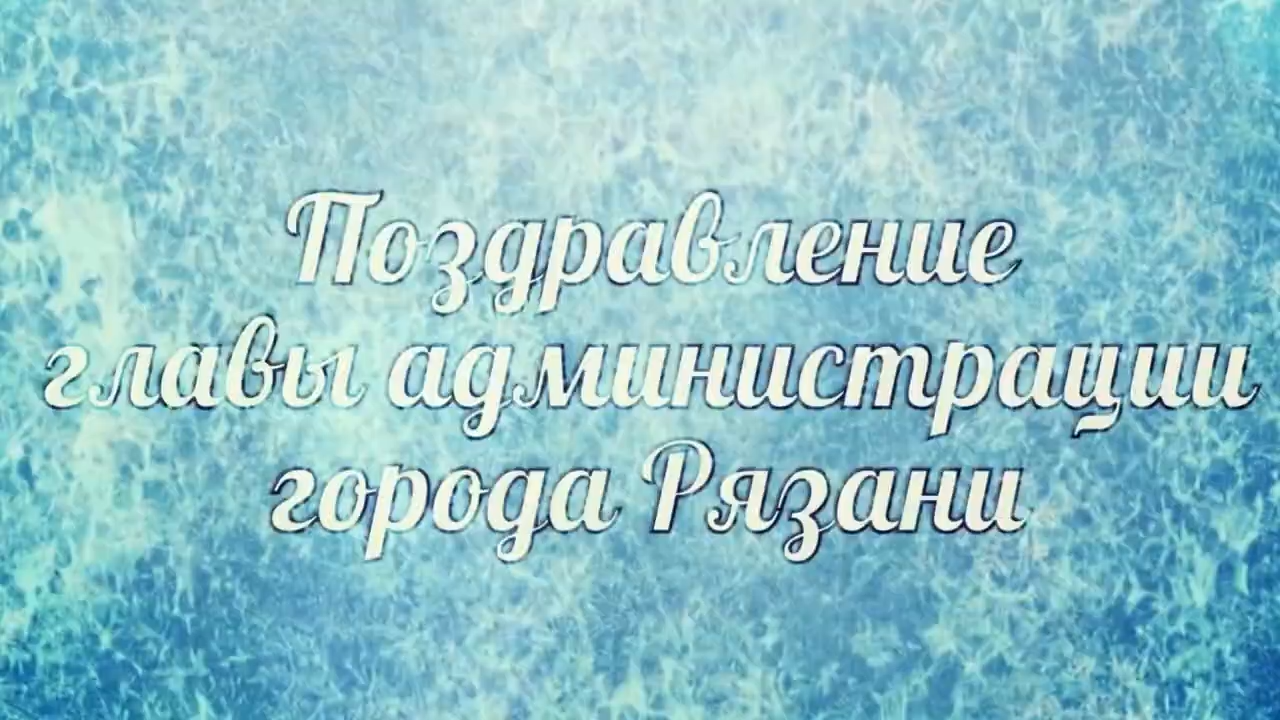 Поздравление
главы администрации
города Рязани